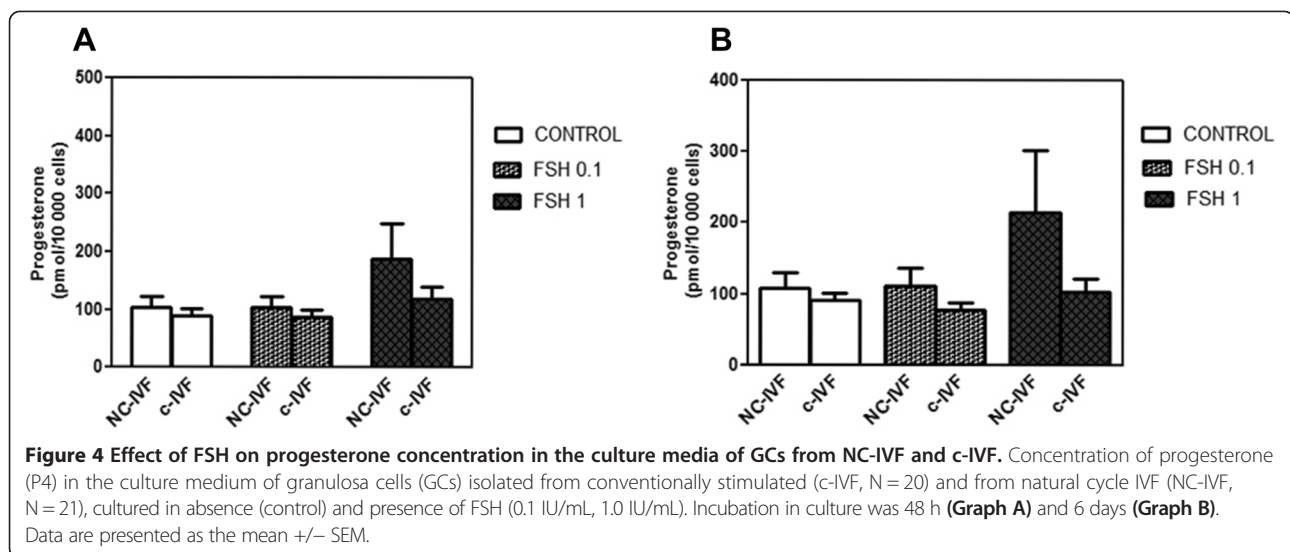 A
500
400
300
200
100
0
Progesterone
(pmol/10 000 cells)
NC-IVF
c-IVF
NC-IVF
c-IVF
NC-IVF
c-IVF
CONTROL
FSH 0.1
FSH 1
B
400
300
200
100
0
Progesterone
(pmol/10 000 cells)
NC-IVF
c-IVF
NC-IVF
c-IVF
NC-IVF
c-IVF
CONTROL
FSH 0.1
FSH 1
Figure 4 Effect of FSH on progesterone concentration in the culture media of GCs from NC-IVF and c-IVF. Concentration of progesterone
(P4) in the culture medium of granulosa cells (GCs) isolated from conventionally stimulated (c-IVF, N = 20) and from natural cycle IVF (NC-IVF,
N = 21), cultured in absence (control) and presence of FSH (0.1 IU/mL, 1.0 IU/mL). Incubation in culture was 48 h (Graph A) and 6 days (Graph B).
Data are presented as the mean +/− SEM.